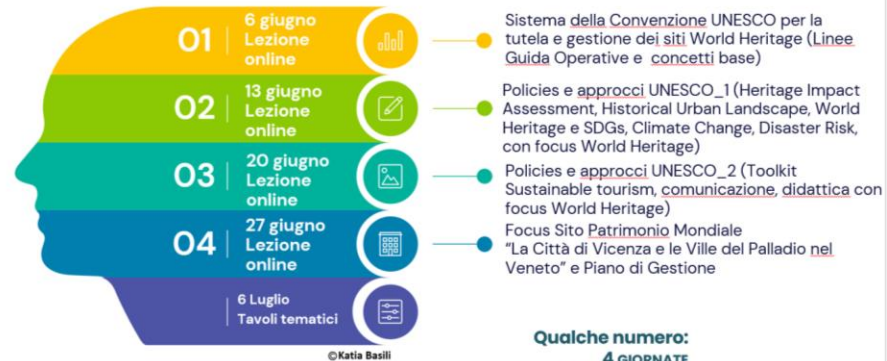 01
6 giugno
Lezione
online
Sistema della Convenzione UNESCO per la
tutela e gestione dei siti World Heritage (Linee
Guida Operative e concetti base)
02
13 giugno
Lezione
online
Policies e approcci UNESCO_1 (Heritage Impact
Assessment, Historical Urban Landscape, World
Heritage e SDGs, Climate Change, Disaster Risk,
con focus World Heritage)
03
20 giugno
Lezione
online
Policies e approcci UNESCO_2 (Toolkit
Sustainable tourism, comunicazione, didattica con
focus World Heritage)
04
27 giugno
Lezione
online
Focus Sito Patrimonio Mondiale
“La Città di Vicenza e le Ville del Palladio nel
Veneto” e Piano di Gestione
6 Luglio
Tavoli tematici
©Katia Basili
Qualche numero:
4 GIORNATE